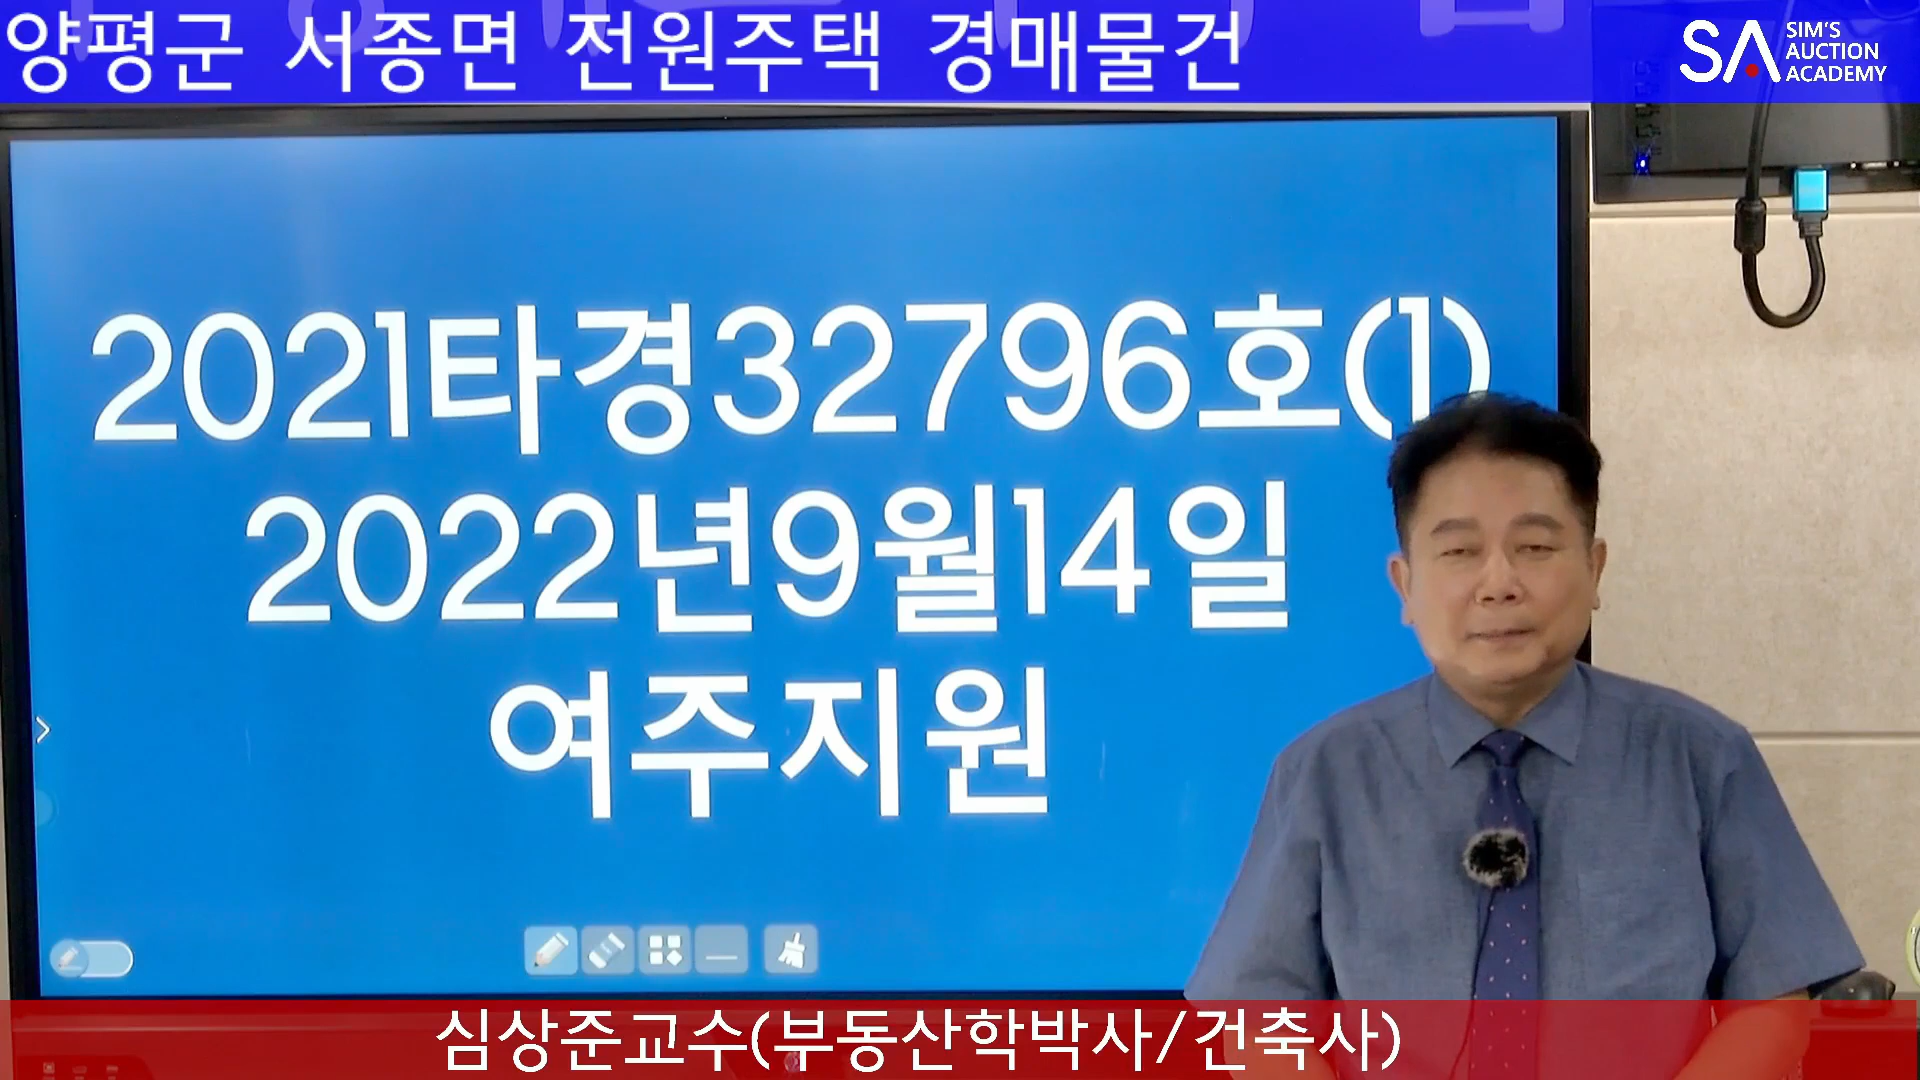 양평군 서종면 전원주택 경매물건
SA SIM'S
AUCTION
ACADEMY
2021타경32796호(1)
2022년9월14일
여주지원
심상준교수(부동산학박사/건축사)